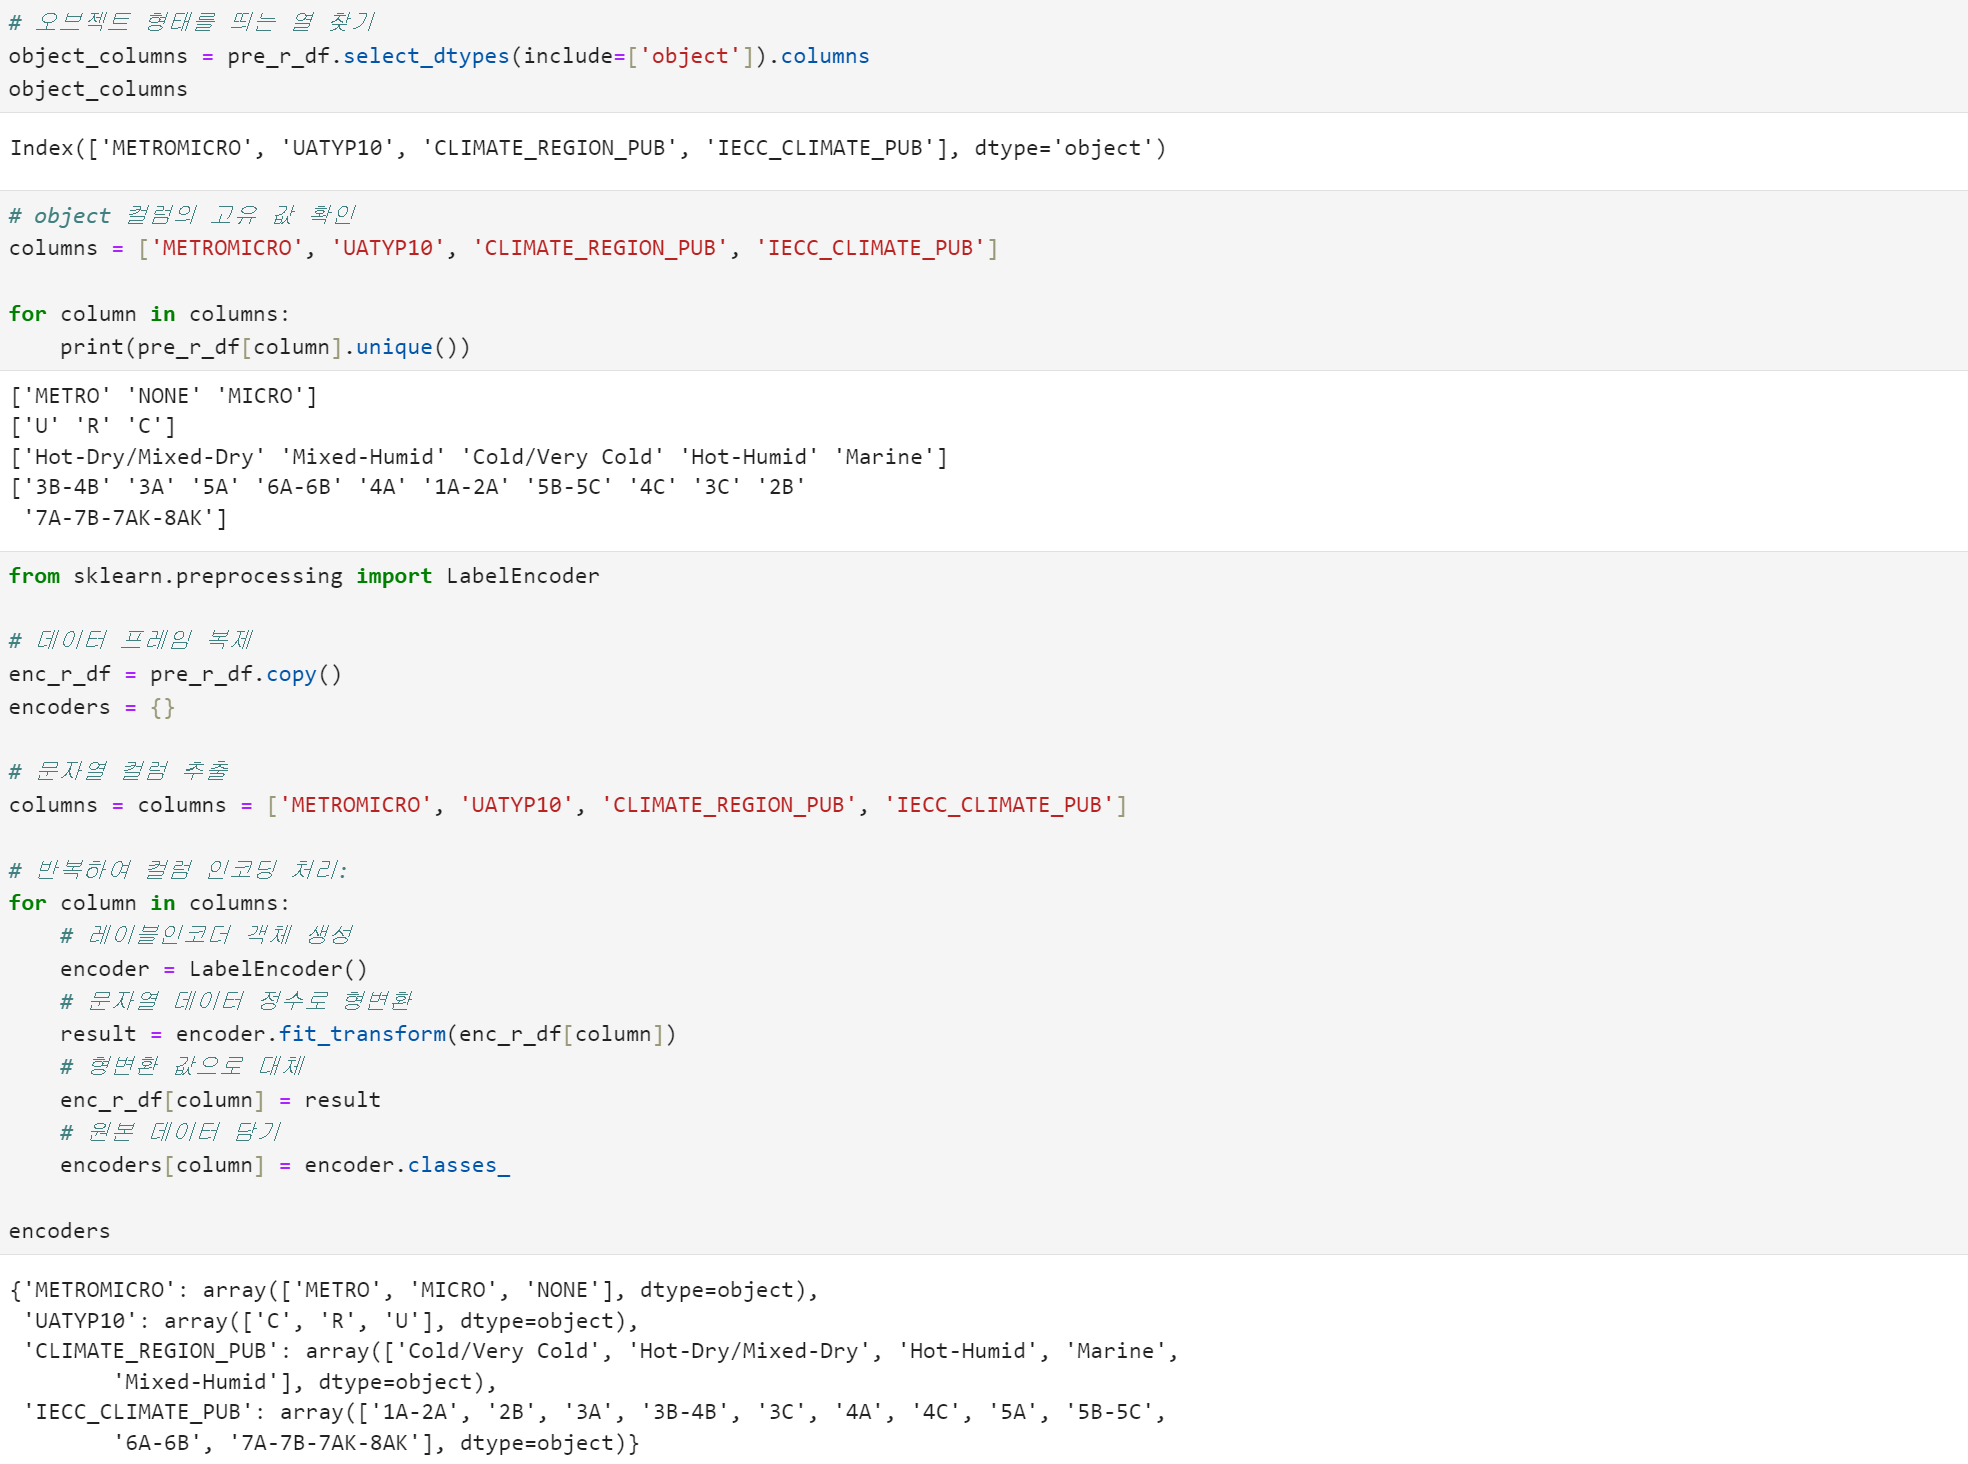 # 오브젝트 형태를 띄는 열 찾기
object_columns = pre_r_df.select_dtypes(include=['object']).columns
object_columns
Index(['METROMICRO', 'UATYP10', 'CLIMATE_REGION_PUB', 'IECC_CLIMATE_PUB'], dtype='object')
# object 컬럼의 고유 값 확인
columns = ['METROMICRO', 'UATYP10', 'CLIMATE_REGION_PUB', 'IECC_CLIMATE_PUB']
for column in columns:
    print(pre_r_df[column].unique())
['METRO' 'NONE' 'MICRO']
['U' 'R' 'C']
['Hot-Dry/Mixed-Dry' 'Mixed-Humid' 'Cold/Very Cold' 'Hot-Humid' 'Marine']
['3B-4B' '3A' '5A' '6A-6B' '4A' '1A-2A' '5B-5C' '4C' '3C' '2B'
 '7A-7B-7AK-8AK']
from sklearn.preprocessing import LabelEncoder
# 데이터 프레임 복제
enc_r_df = pre_r_df.copy()
encoders = {}
# 문자열 컬럼 추출
columns = columns = ['METROMICRO', 'UATYP10', 'CLIMATE_REGION_PUB', 'IECC_CLIMATE_PUB']
# 반복하여 컬럼 인코딩 처리:
for column in columns:
    # 레이블인코더 객체 생성
    encoder = LabelEncoder()
    # 문자열 데이터 정수로 형변환
    result = encoder.fit_transform(enc_r_df[column])
    # 형변환 값으로 대체
    enc_r_df[column] = result
    # 원본 데이터 담기
    encoders[column] = encoder.classes_
encoders
{'METROMICRO': array(['METRO', 'MICRO', 'NONE'], dtype=object),
 'UATYP10': array(['C', 'R', 'U'], dtype=object),
 'CLIMATE_REGION_PUB': array(['Cold/Very Cold', 'Hot-Dry/Mixed-Dry', 'Hot-Humid', 'Marine',
        'Mixed-Humid'], dtype=object),
 'IECC_CLIMATE_PUB': array(['1A-2A', '2B', '3A', '3B-4B', '3C', '4A', '4C', '5A', '5B-5C',
        '6A-6B', '7A-7B-7AK-8AK'], dtype=object)}